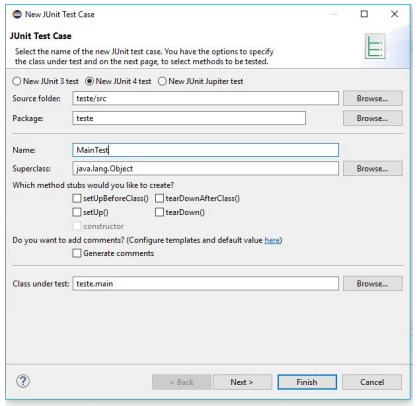 New JUnit Test Case
JUnit Test Case
Select the name of the new JUnit test case. You have the options to specify
the class under test and on the next page, to select methods to be tested.
New JUnit 3 test New JUnit 4 test New JUnit Jupiter test
Source folder: teste/src Browse...
Package: teste Browse...
Name: MainTest
Superclass: java.lang.Object Browse...
Which method stubs would you like to create?
setUpBeforeClass() tearDownAfterClass()
setUp() tearDown()
constructor
Do you want to add comments? (Configure templates and default value here)
Generate comments
Class under test: teste.main Browse...
? < Back Next > Finish Cancel